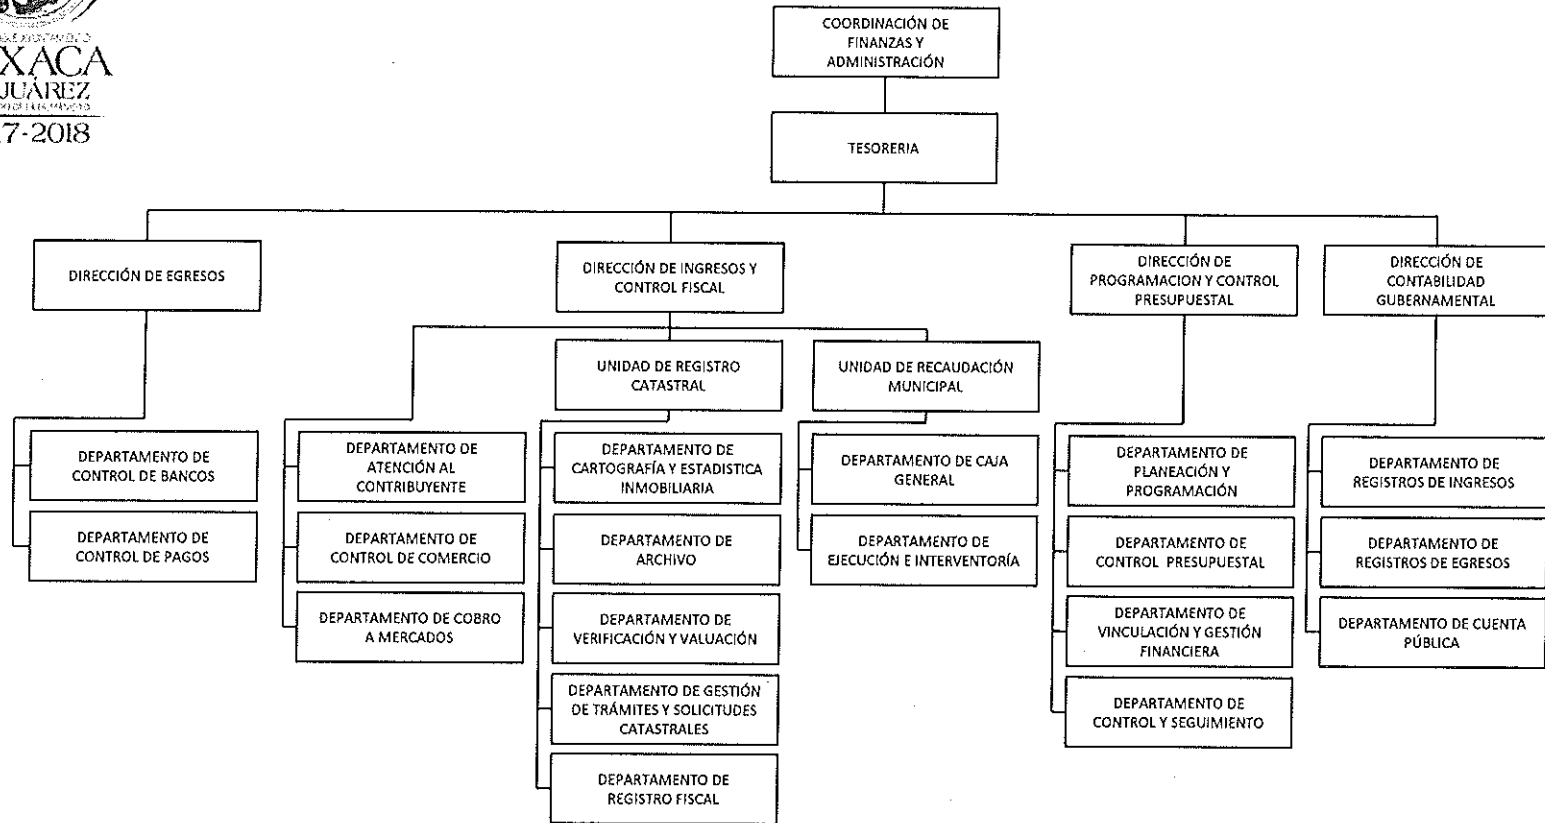 XACA
JUÁREZ
7-2018
COORDINACIÓN DE
FINANZAS Y
ADMINISTRACIÓN
TESORERIA
DIRECCIÓN DE EGRESOS
DIRECCIÓN DE INGRESOS Y
CONTROL FISCAL
DIRECCIÓN DE
PROGRAMACION Y CONTROL
PRESUPUESTAL
DIRECCIÓN DE
CONTABILIDAD
GUBERNAMENTAL
UNIDAD DE REGISTRO
CATASTRAL
UNIDAD DE RECAUDACIÓN
MUNICIPAL
DEPARTAMENTO DE
CONTROL DE BANCOS
DEPARTAMENTO DE
CONTROL DE PAGOS
DEPARTAMENTO DE
ATENCIÓN AL
CONTRIBUYENTE
DEPARTAMENTO DE
CONTROL DE COMERCIO
DEPARTAMENTO DE COBRO
A MERCADOS
DEPARTAMENTO DE
CARTOGRAFÍA Y ESTADISTICA
INMOBILIARIA
DEPARTAMENTO DE
ARCHIVO
DEPARTAMENTO DE
VERIFICACIÓN Y VALUACIÓN
DEPARTAMENTO DE GESTIÓN
DE TRÁMITES Y SOLICITUDES
CATASTRALES
DEPARTAMENTO DE
REGISTRO FISCAL
DEPARTAMENTO DE CAJA
GENERAL
DEPARTAMENTO DE
EJECUCIÓN E INTERVENTORÍA
DEPARTAMENTO DE
PLANEACIÓN Y
PROGRAMACIÓN
DEPARTAMENTO DE
CONTROL PRESUPUESTAL
DEPARTAMENTO DE
VINCULACIÓN Y GESTIÓN
FINANCIERA
DEPARTAMENTO DE
CONTROL Y SEGUIMIENTO
DEPARTAMENTO DE
REGISTROS DE INGRESOS
DEPARTAMENTO DE
REGISTROS DE EGRESOS
DEPARTAMENTO DE CUENTA
PÚBLICA